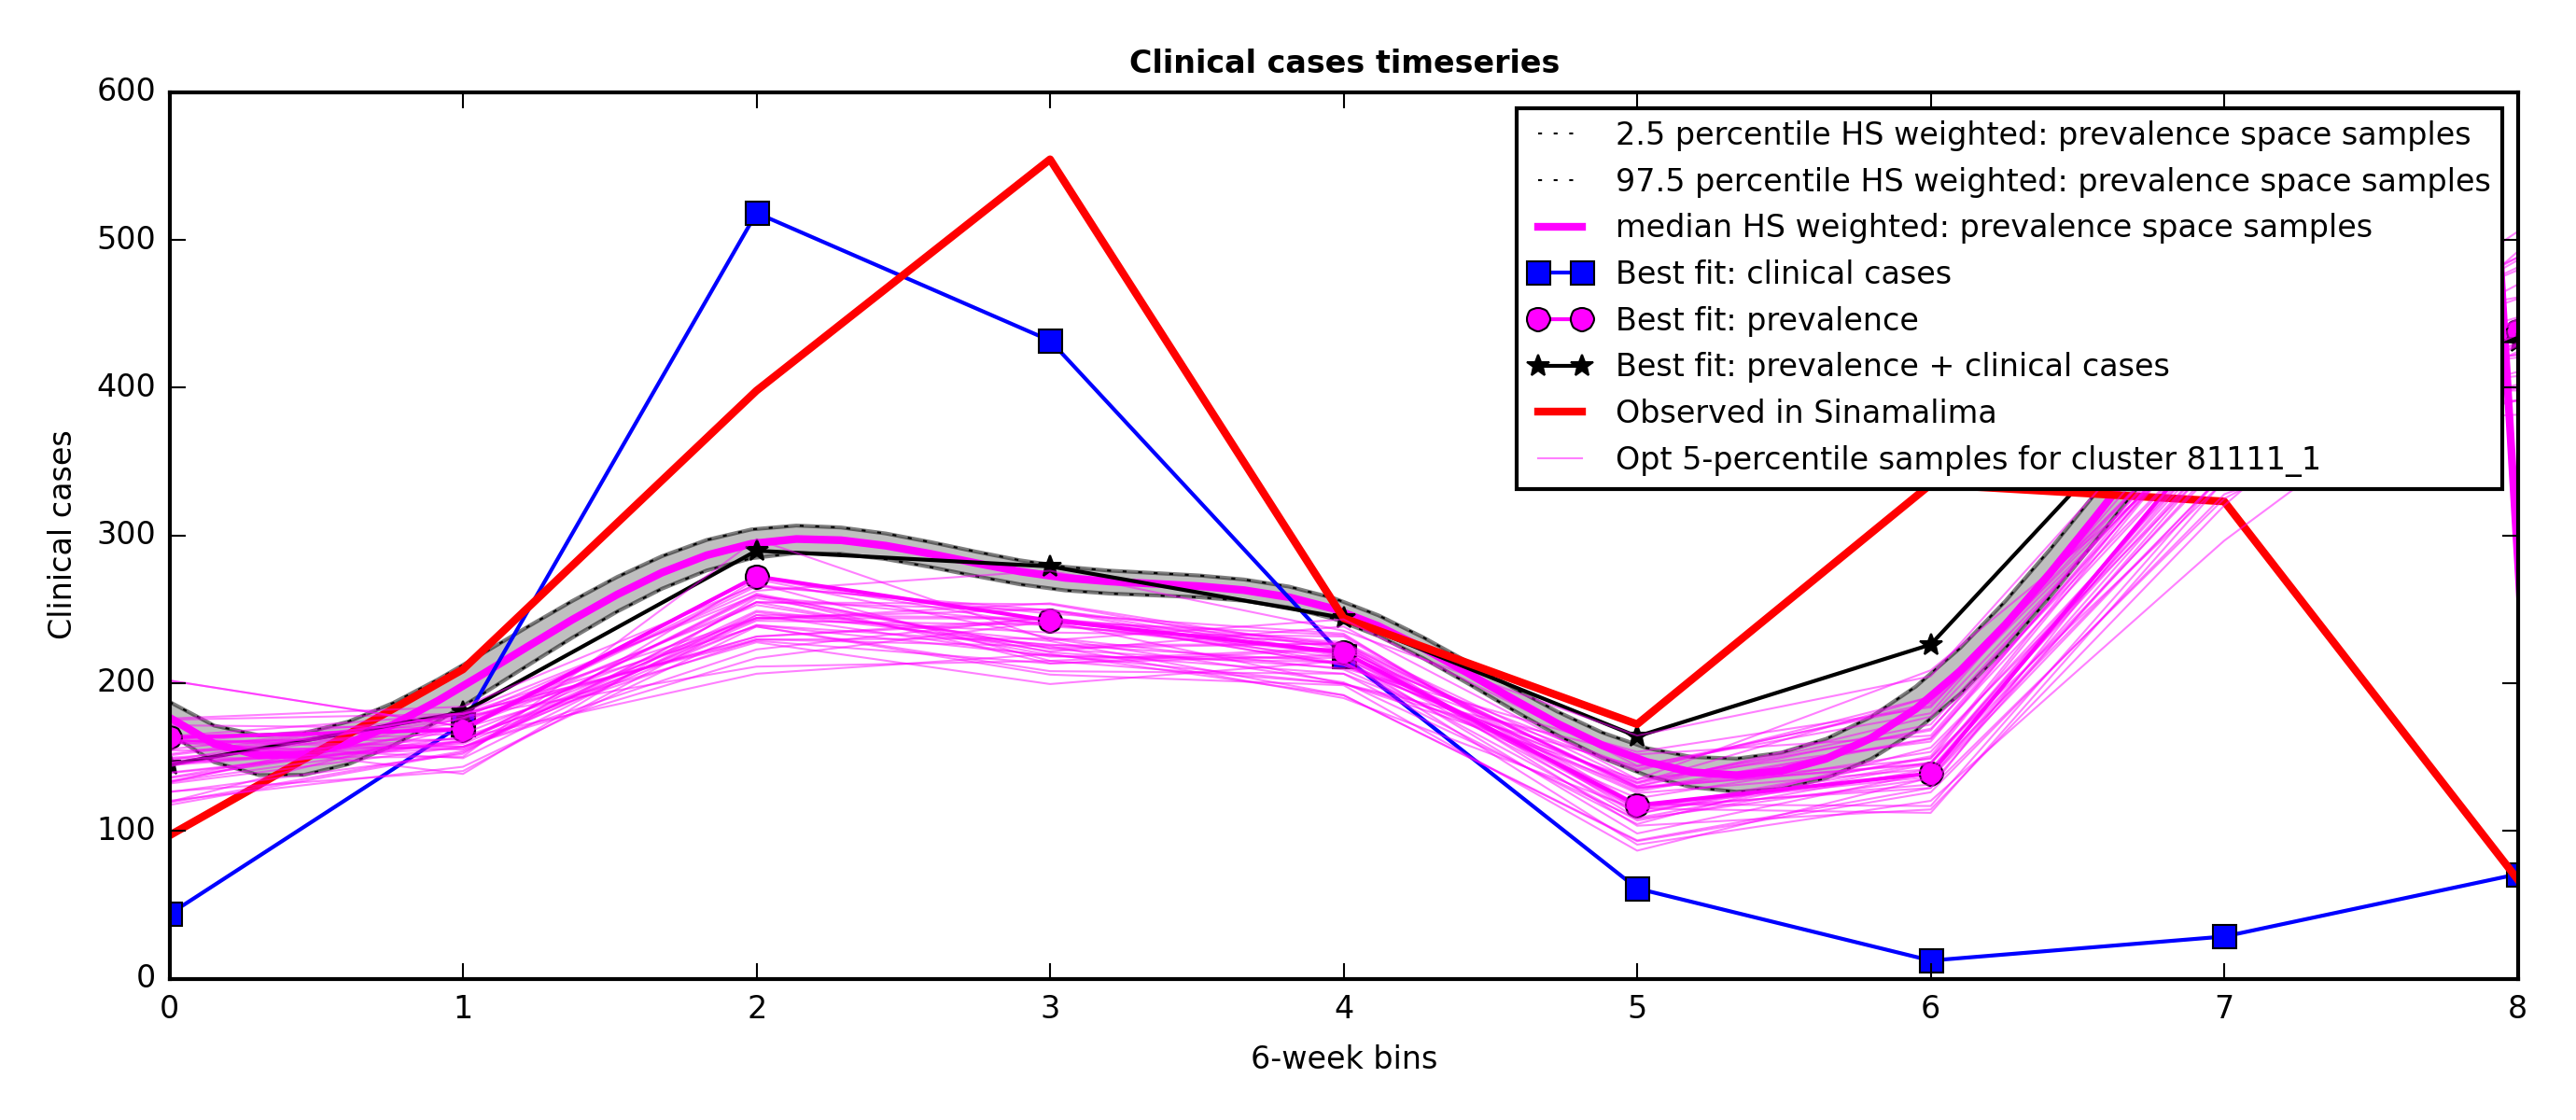 Clinical cases timeseries
600
500
400
300
200
100
0
Clinical cases
2.5 percentile HS weighted: prevalence space samples
97.5 percentile HS weighted: prevalence space samples
median HS weighted: prevalence space samples
Best fit: clinical cases
Best fit: prevalence
Best fit: prevalence + clinical cases
Observed in Sinamalima
Opt 5-percentile samples for cluster 81111_1
0 1 2 3 4 5 6 7 8
6-week bins